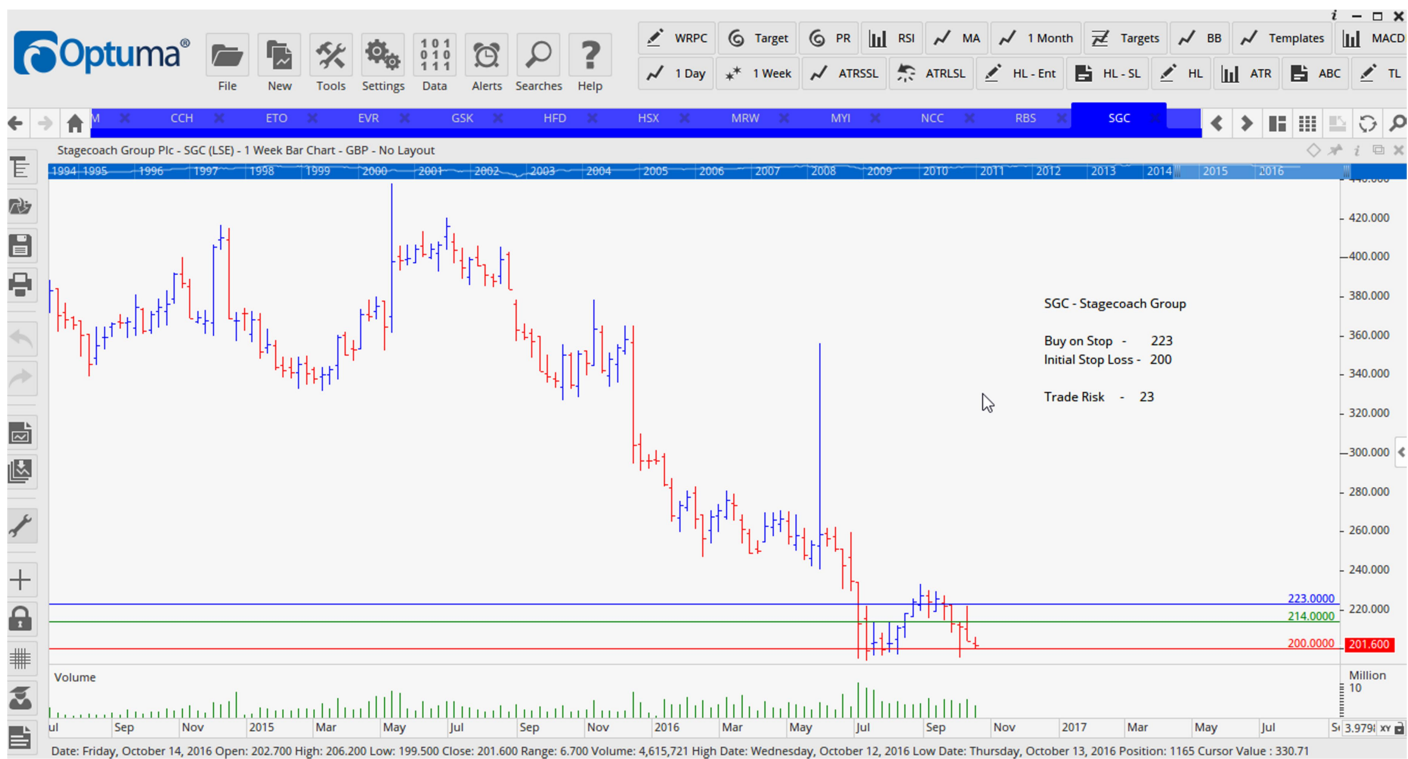 Optuma®
File New Tools Settings Data Alerts Searches Help
WRPC Target PR RSI MA 1 Month Targets BB Templates MACD
1 Day 1 Week ATRSSL ATRLSL HL - Ent HL - SL HL ATR ABC TL
M CCH ETO EVR GSK HFD HSX MRW MYI NCC RBS SGC
Stagecoach Group Plc - SGC (LSE) - 1 Week Bar Chart - GBP - No Layout
1994 1995 1996 1997 1998 1999 2000 2001 2002 2003 2004 2005 2006 2007 2008 2009 2010 2011 2012 2013 2014 2015 2016
440.000
420.000
400.000
380.000
SGC - Stagecoach Group
360.000
Buy on Stop - 223
Initial Stop Loss - 200
340.000
Trade Risk - 23
320.000
300.000
280.000
260.000
240.000
223.0000
220.000
214.0000
200.0000
201.600
Volume
Million
10
ul Sep Nov 2015 Mar May Jul Sep Nov 2016 Mar May Jul Sep Nov 2017 Mar May Jul
XY
Date: Friday, October 14, 2016 Open: 202.700 High: 206.200 Low: 199.500 Close: 201.600 Range: 6.700 Volume: 4,615,721 High Date: Wednesday, October 12, 2016 Low Date: Thursday, October 13, 2016 Position: 1165 Cursor Value : 330.71